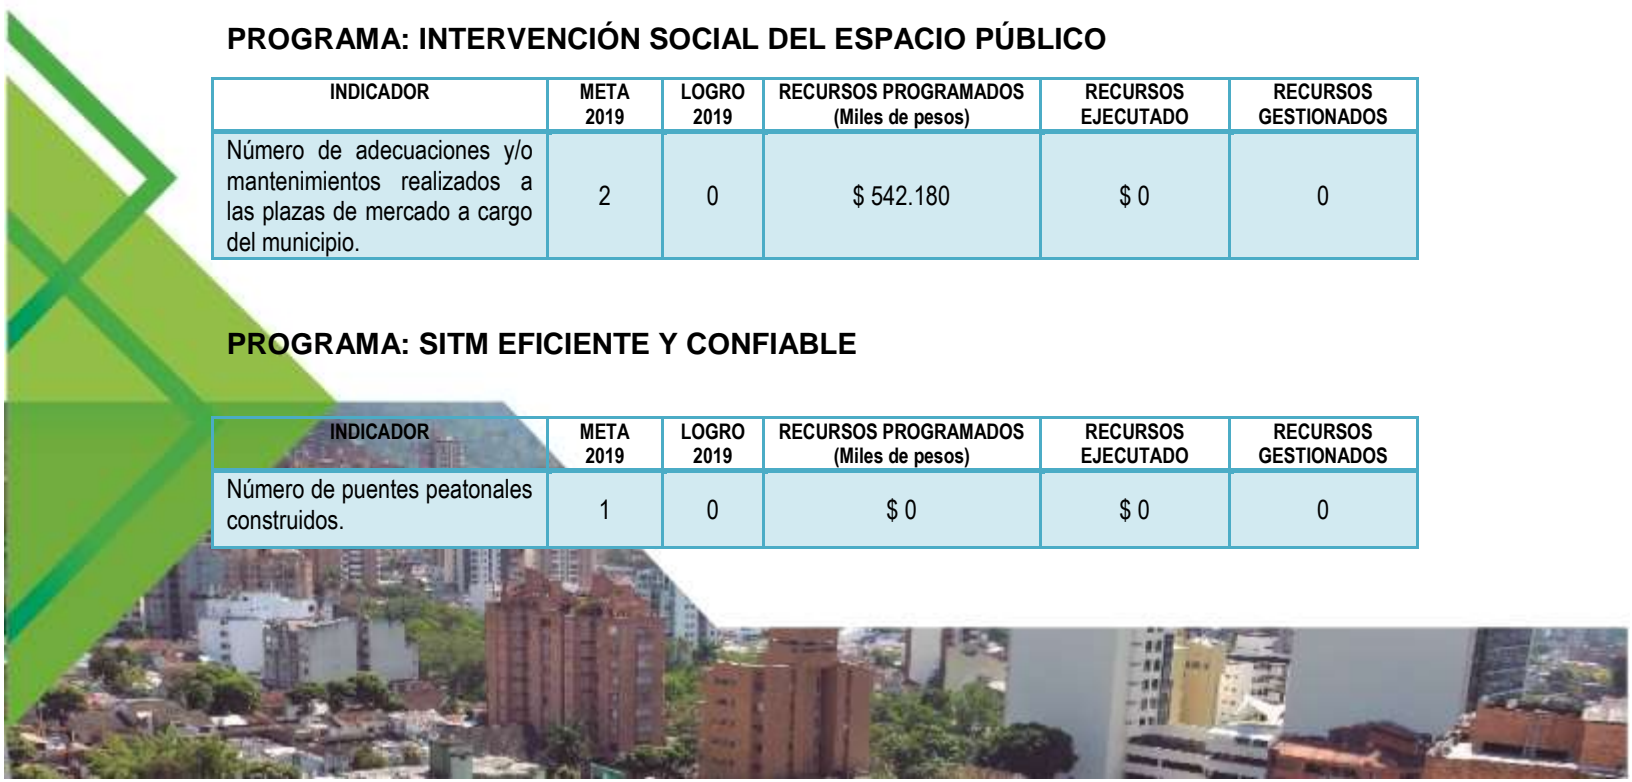 PROGRAMA: INTERVENCIÓN SOCIAL DEL ESPACIO PÚBLICO
INDICADOR META 2019 LOGRO 2019 RECURSOS PROGRAMADOS (Miles de pesos) RECURSOS EJECUTADO RECURSOS GESTIONADOS
Número de adecuaciones y/o
mantenimientos realizados a
las plazas de mercado a cargo
del municipio.
2 0 $ 542.180 $ 0 0
PROGRAMA: SITM EFICIENTE Y CONFIABLE
INDICADOR META 2019 LOGRO 2019 RECURSOS PROGRAMADOS (Miles de pesos) RECURSOS EJECUTADO RECURSOS GESTIONADOS
Número de puentes peatonales
construidos.
1 0 $ 0 $ 0 0